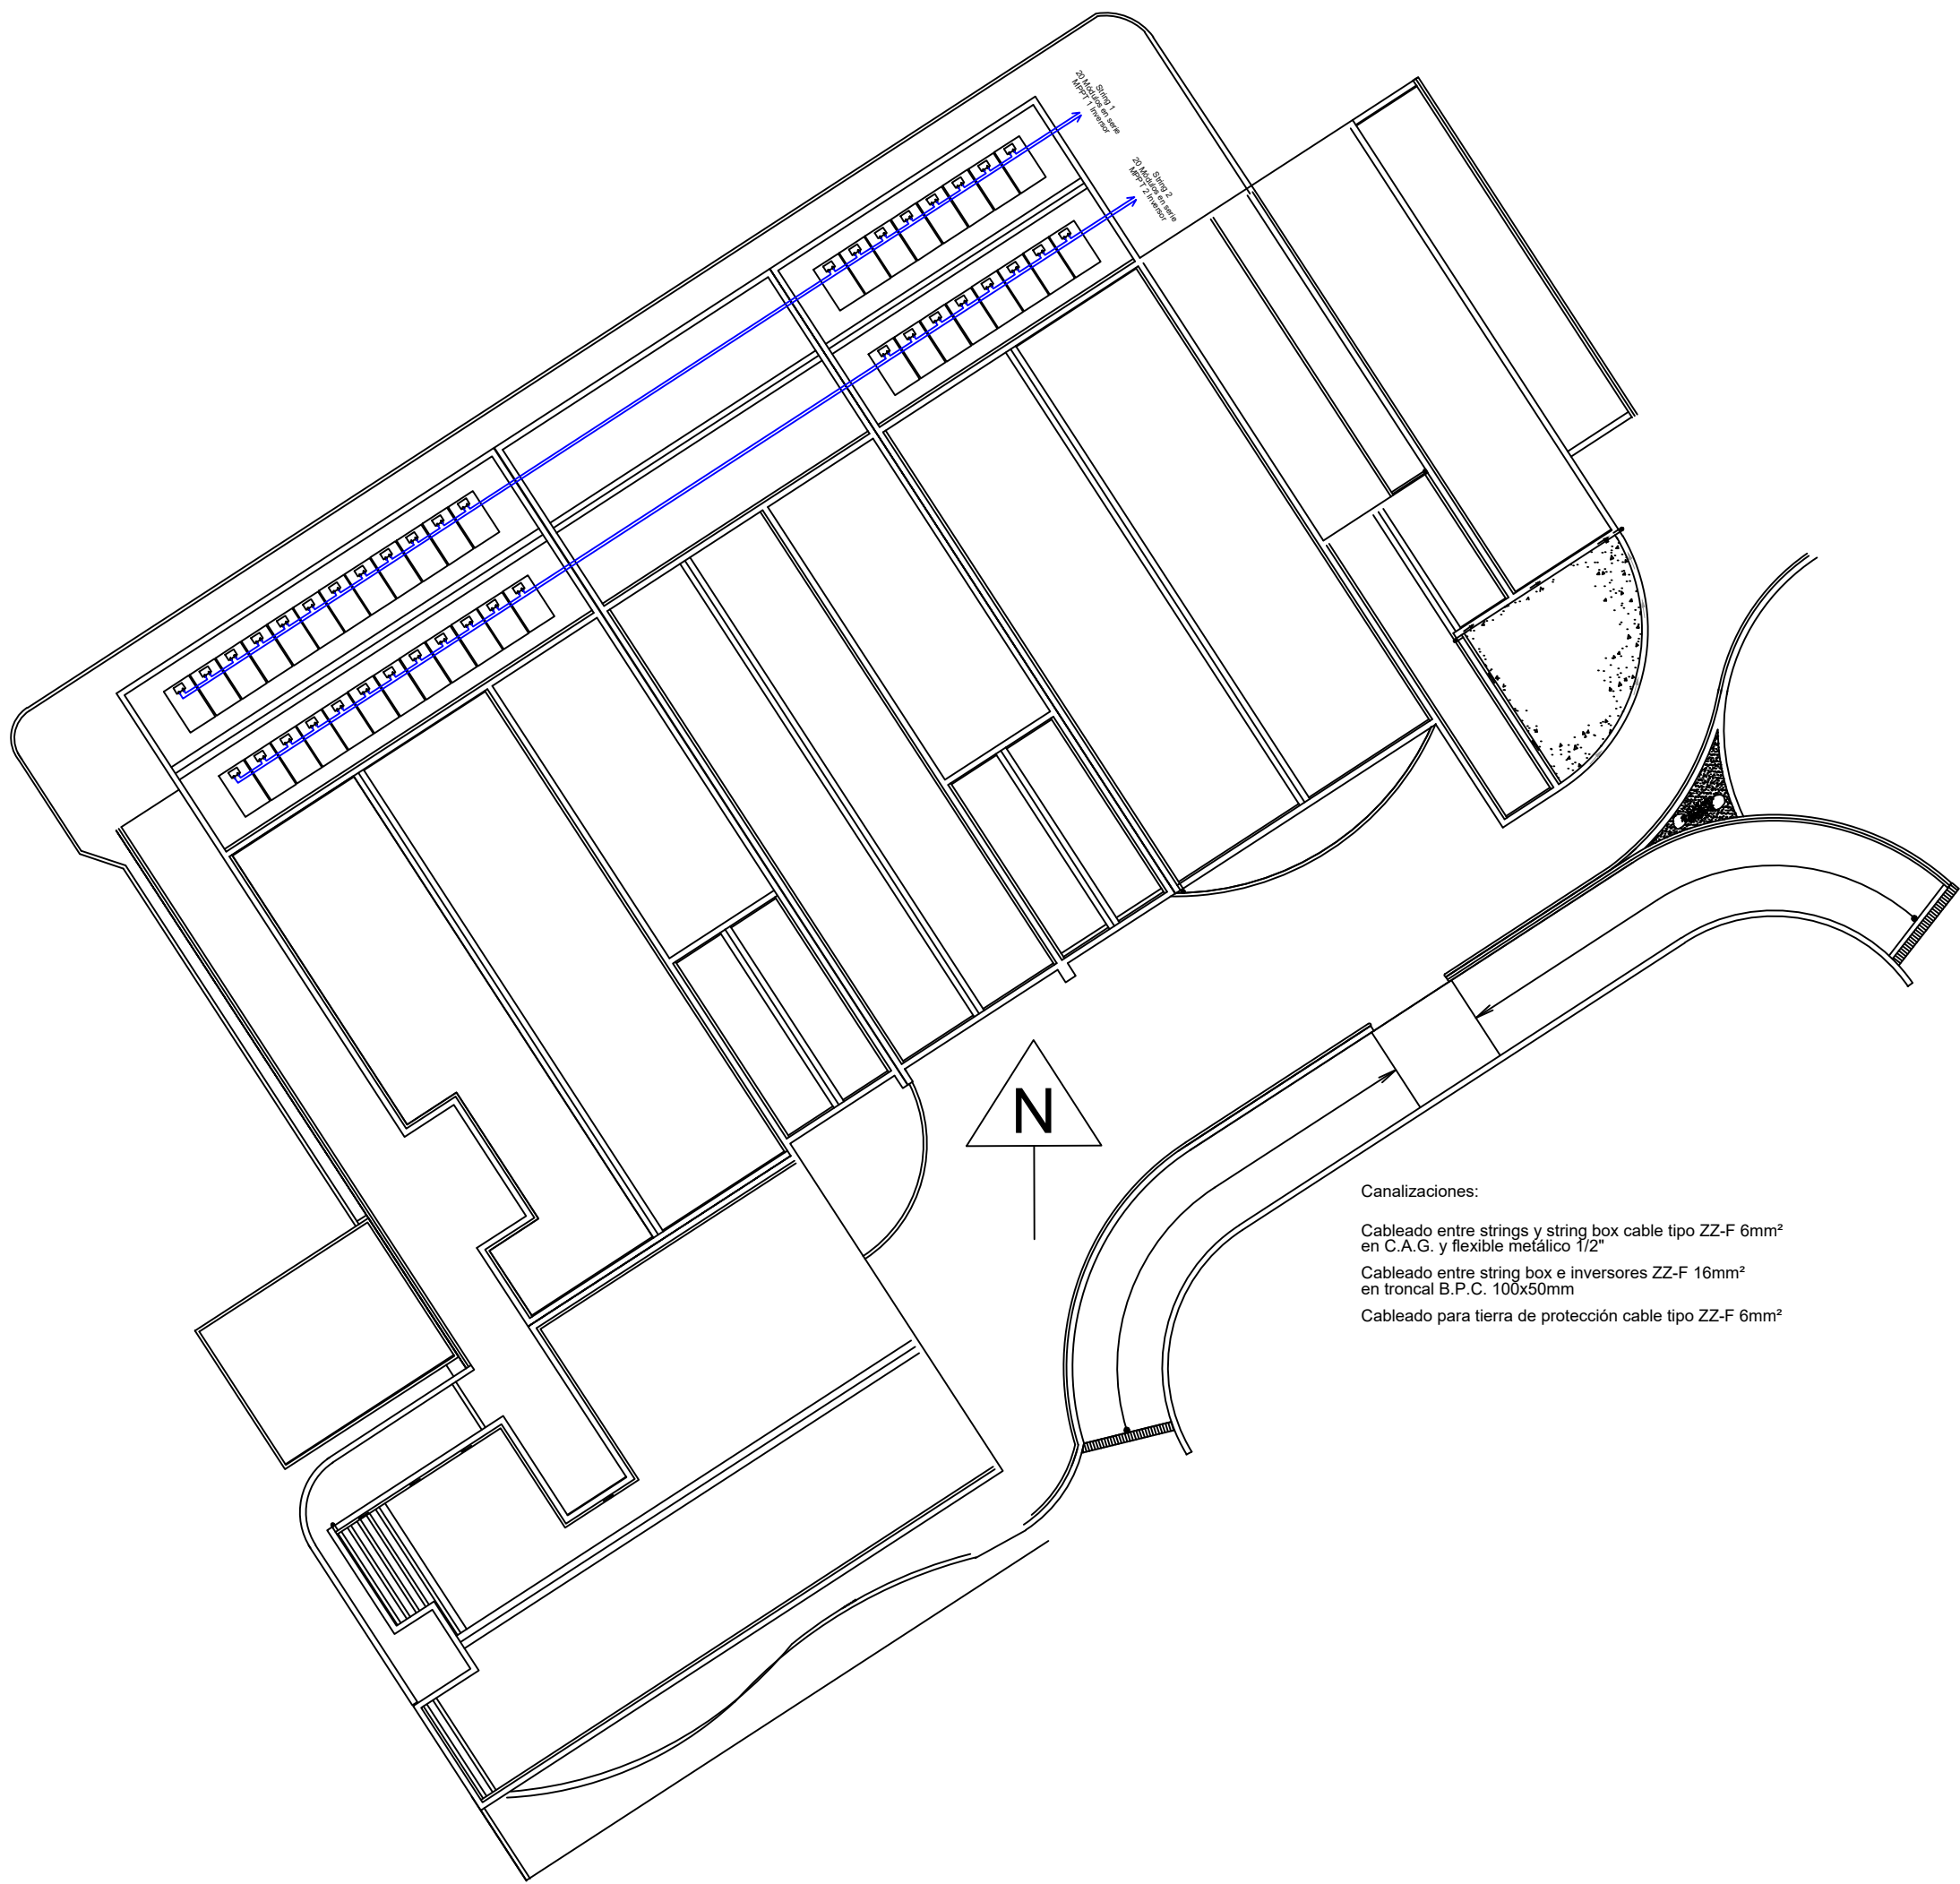 String 1
20 Módulos en serie
MPPT 1 Inversor
String 2
20 Módulos en serie
MPPT 2 Inversor
N
Canalizaciones:
Cableado entre strings y string box cable tipo ZZ-F 6mm²
en C.A.G. y flexible metálico 1/2"
Cableado entre string box e inversores ZZ-F 16mm²
en troncal B.P.C. 100x50mm
Cableado para tierra de protección cable tipo ZZ-F 6mm²